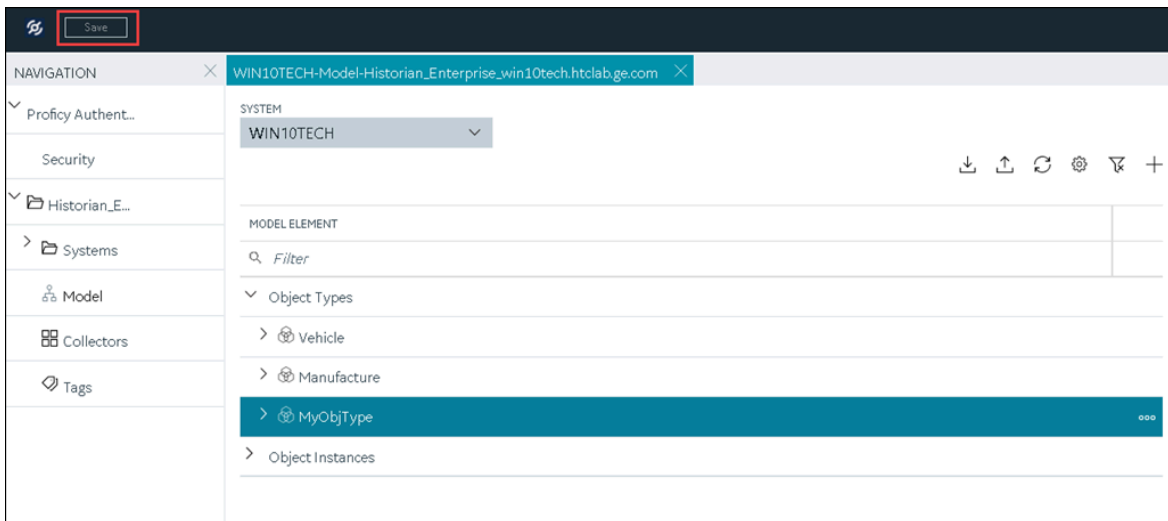 Save
NAVIGATION
WIN10TECH-Model-Historian_Enterprise_win10tech.htclab.ge.com
Proficy Authent...
Security
Historian_E...
Systems
Model
Collectors
Tags
SYSTEM
WIN10TECH
MODEL ELEMENT
Filter
Object Types
Vehicle
Manufacture
MyObjType
Object Instances